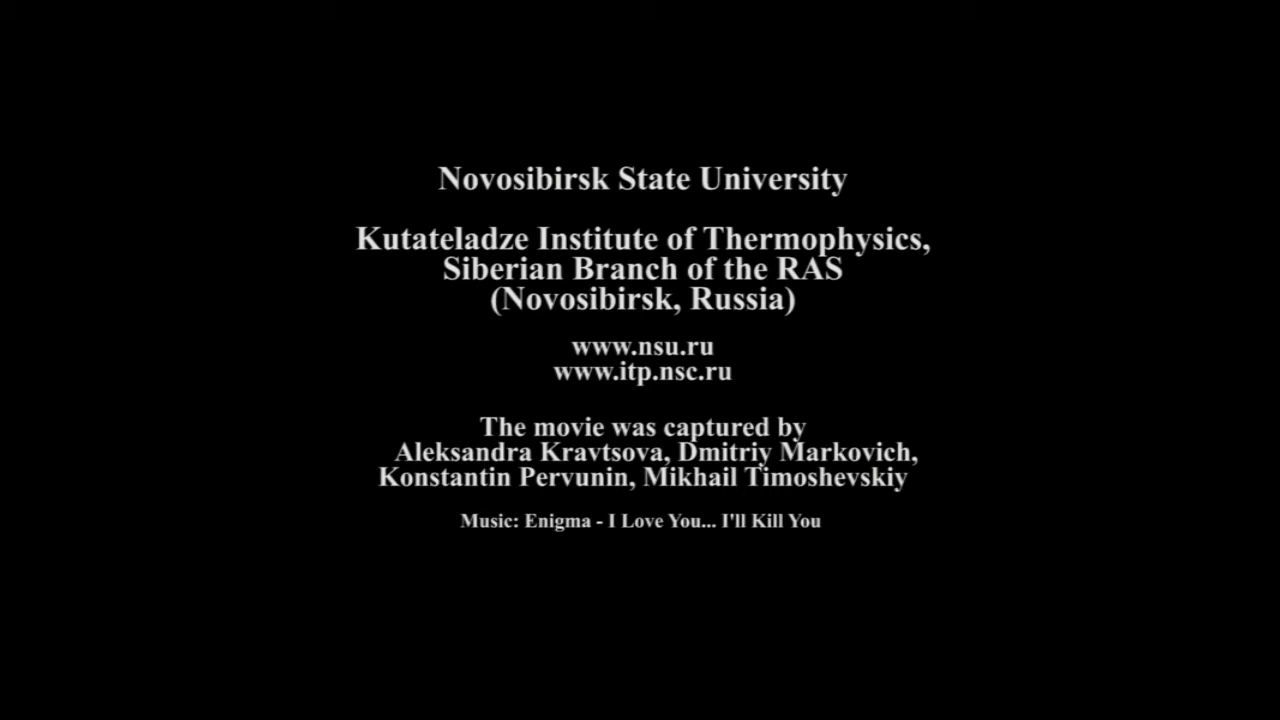 Novosibirsk State University
Kutateladze Institute of Thermophysics,
Siberian Branch of the RAS
(Novosibirsk, Russia)
www.nsu.ru
www.itp.nsc.ru
The movie was captured by
Aleksandra Kravtsova, Dmitriy Markovich,
Konstantin Pervunin, Mikhail Timoshevskiy
Music: Enigma - I Love You... I'll Kill You